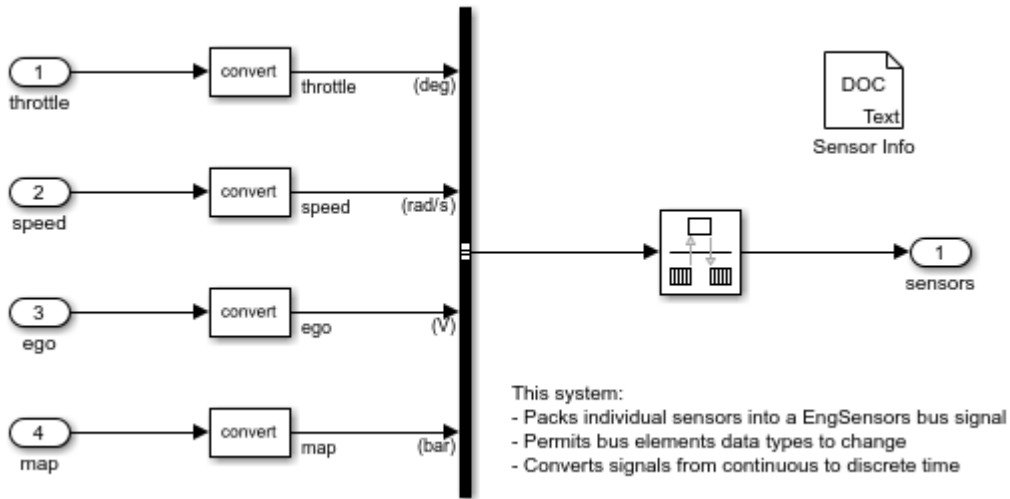 1
throttle
convert
throttle
(deg)
2
speed
convert
speed
(rad/s)
3
ego
convert
ego
(V)
4
map
convert
map
(bar)
DOC
Text
Sensor Info
1
sensors
This system:
- Packs individual sensors into a EngSensors bus signal
- Permits bus elements data types to change
- Converts signals from continuous to discrete time